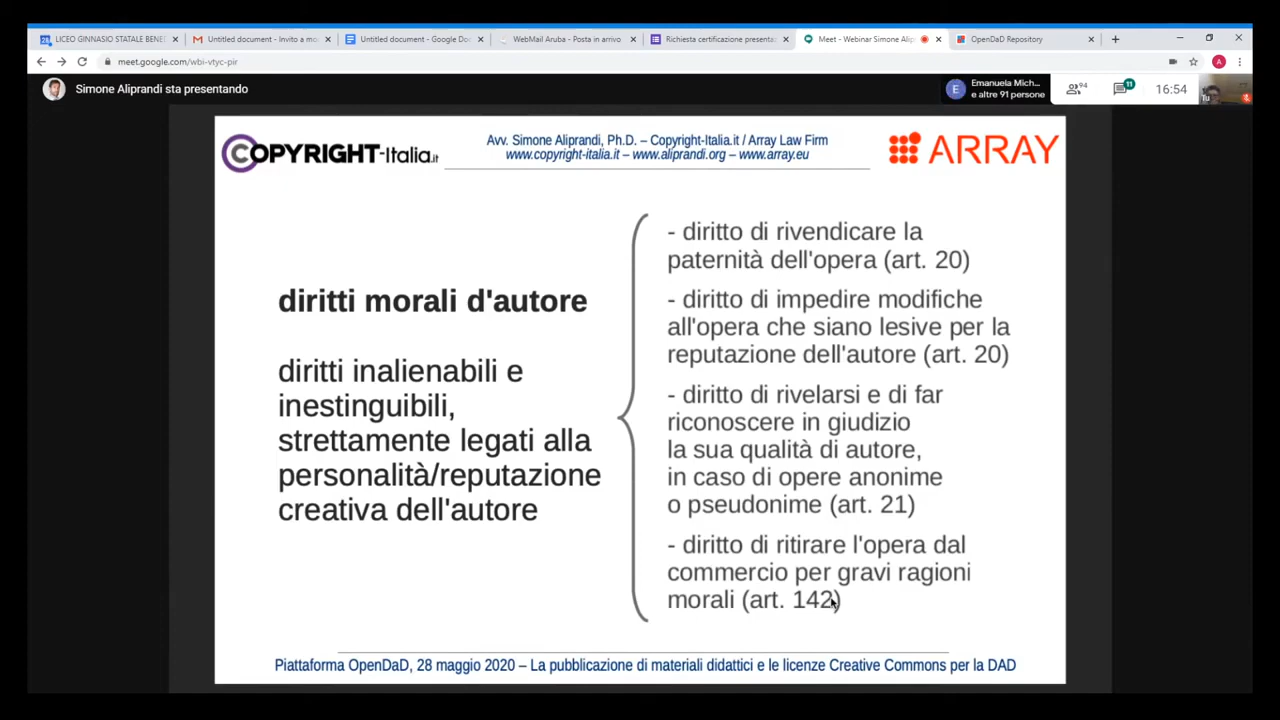 LICEO GINNASIO STATALE BENE
Untitled document - Invito a mo
Untitled document - Google Do
WebMail Aruba - Posta in arrivo
Richiesta certificazione presenta
Meet - Webinar Simone Alip
OpenDaD Repository
meet.google.com/wbi-vtyc-pir
A
Simone Aliprandi sta presentando
E
Emanuela Mich...
e altre 91 persone
94
11
16:54
Tu
COPYRIGHT-Italia.it
Avv. Simone Aliprandi, Ph.D. – Copyright-Italia.it / Array Law Firm
www.copyright-italia.it – www.aliprandi.org – www.array.eu
ARRAY
diritti morali d'autore
diritti inalienabili e
inestinguibili,
strettamente legati alla
personalità/reputazione
creativa dell'autore
- diritto di rivendicare la
paternità dell'opera (art. 20)
- diritto di impedire modifiche
all'opera che siano lesive per la
reputazione dell'autore (art. 20)
- diritto di rivelarsi e di far
riconoscere in giudizio
la sua qualità di autore,
in caso di opere anonime
o pseudonime (art. 21)
- diritto di ritirare l'opera dal
commercio per gravi ragioni
morali (art. 142)
Piattaforma OpenDaD, 28 maggio 2020 – La pubblicazione di materiali didattici e le licenze Creative Commons per la DAD